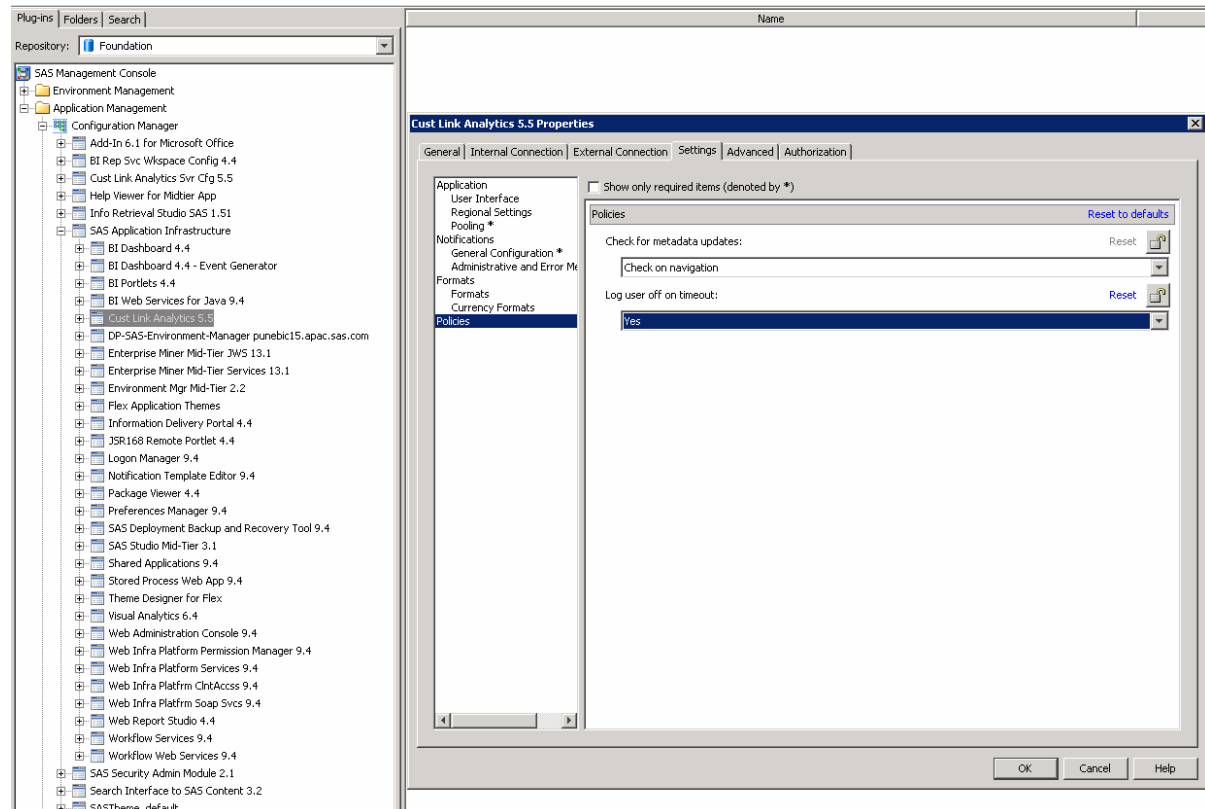 Plug-ins Folders Search
Repository: Foundation
SAS Management Console
Environment Management
Application Management
Configuration Manager
Add-In 6.1 for Microsoft Office
BI Rep Svc Wkspace Config 4.4
Cust Link Analytics Svr Cfg 5.5
Help Viewer for Midtier App
Info Retrieval Studio SAS 1.51
SAS Application Infrastructure
BI Dashboard 4.4
BI Dashboard 4.4 - Event Generator
BI Portlets 4.4
BI Web Services for Java 9.4
Cust Link Analytics 5.5
DP-SAS-Environment-Manager punebic15.apac.sas.com
Enterprise Miner Mid-Tier JWS 13.1
Enterprise Miner Mid-Tier Services 13.1
Environment Mgr Mid-Tier 2.2
Flex Application Themes
Information Delivery Portal 4.4
JSR168 Remote Portlet 4.4
Logon Manager 9.4
Notification Template Editor 9.4
Package Viewer 4.4
Preferences Manager 9.4
SAS Deployment Backup and Recovery Tool 9.4
SAS Studio Mid-Tier 3.1
Shared Applications 9.4
Stored Process Web App 9.4
Theme Designer for Flex
Visual Analytics 6.4
Web Administration Console 9.4
Web Infra Platform Permission Manager 9.4
Web Infra Platform Services 9.4
Web Infra Platfrm ClntAccss 9.4
Web Infra Platfrm Soap Svcs 9.4
Web Report Studio 4.4
Workflow Services 9.4
Workflow Web Services 9.4
SAS Security Admin Module 2.1
Search Interface to SAS Content 3.2
SASTheme_default
Name
Cust Link Analytics 5.5 Properties
General Internal Connection External Connection Settings Advanced Authorization
Application
User Interface
Regional Settings
Pooling *
Notifications
General Configuration *
Administrative and Error Me
Formats
Formats
Currency Formats
Policies
Show only required items (denoted by *)
Policies Reset to defaults
Check for metadata updates: Reset
Check on navigation
Log user off on timeout: Reset
Yes
OK Cancel Help